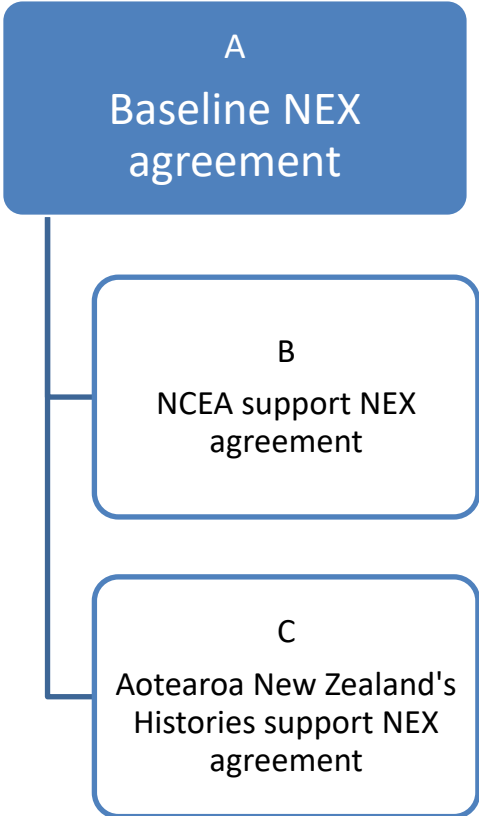 A
Baseline NEX
agreement
B
NCEA support NEX
agreement
C
Aotearoa New Zealand's
Histories support NEX
agreement